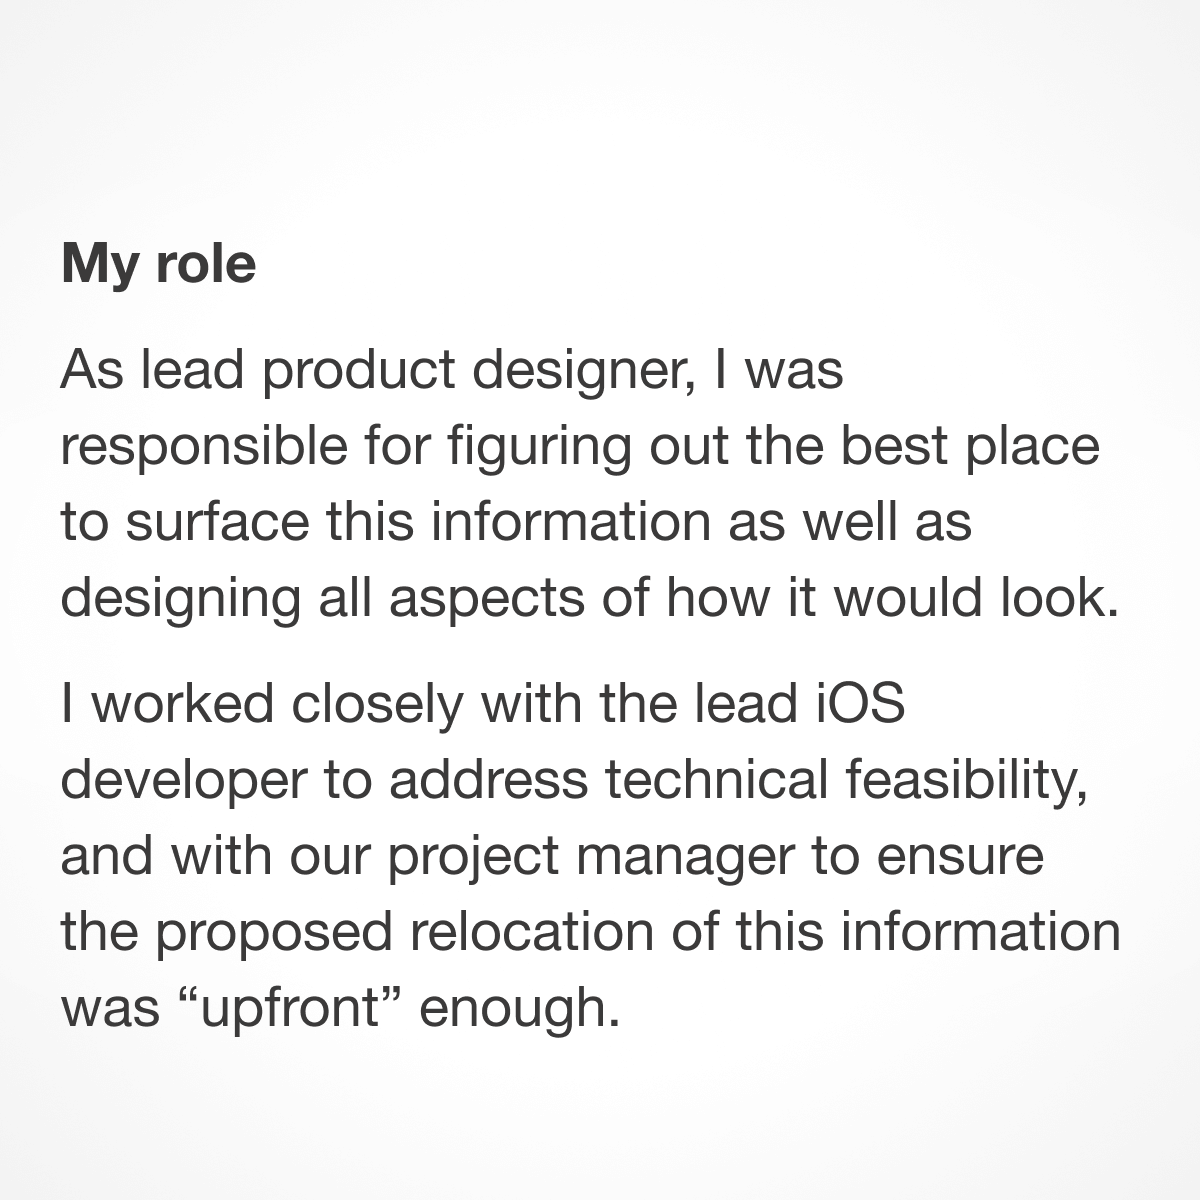 My role
As lead product designer, I was
responsible for figuring out the best place
to surface this information as well as
designing all aspects of how it would look.
I worked closely with the lead iOS
developer to address technical feasibility,
and with our project manager to ensure
the proposed relocation of this information
was “upfront” enough.